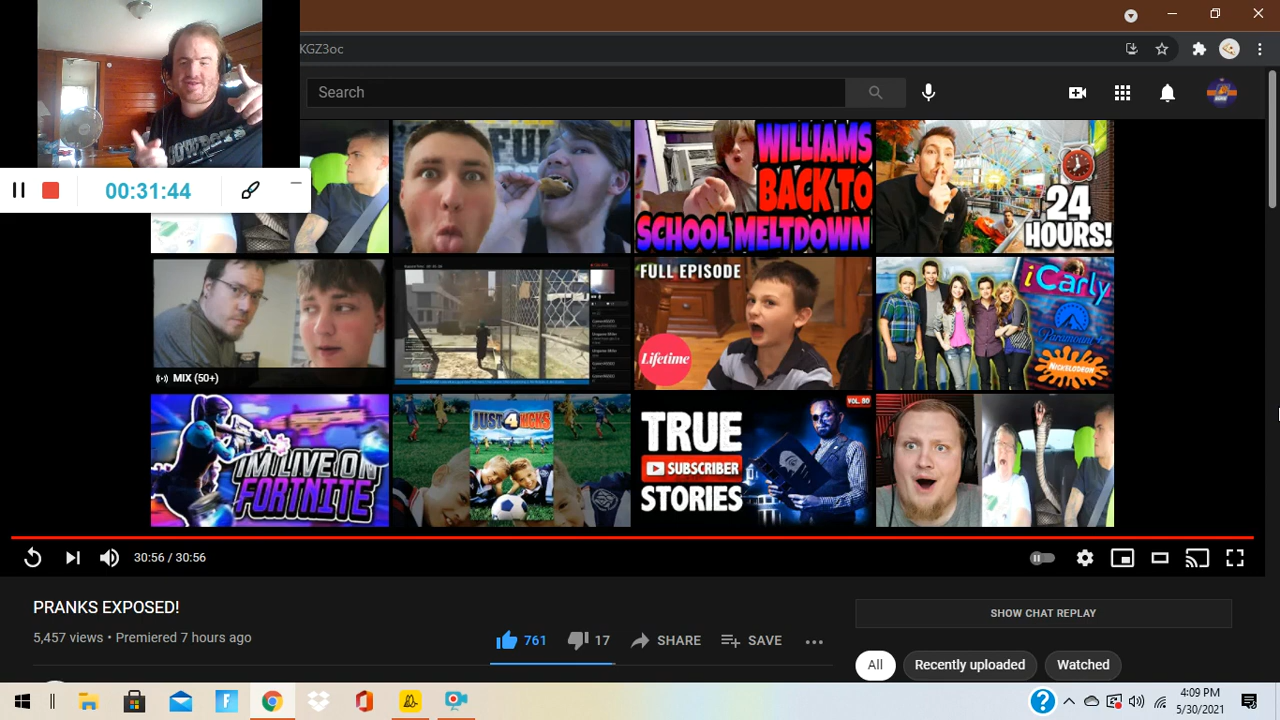 KGZ3oc
Search
00:31:44
COWBOYS
WILLIAMS
BACK TO
SCHOOL MELTDOWN
24
HOURS!
MIX (50+)
FULL EPISODE
Lifetime
iCarly
Paramount
NICKELODEON
I'M LIVE ON
FORTNITE
JUST 4 KICKS
VOL. 80
TRUE
SUBSCRIBER
STORIES
30:56 / 30:56
PRANKS EXPOSED!
5,457 views • Premiered 7 hours ago
761
17
SHARE
SAVE
SHOW CHAT REPLAY
All
Recently uploaded
Watched
4:09 PM
5/30/2021